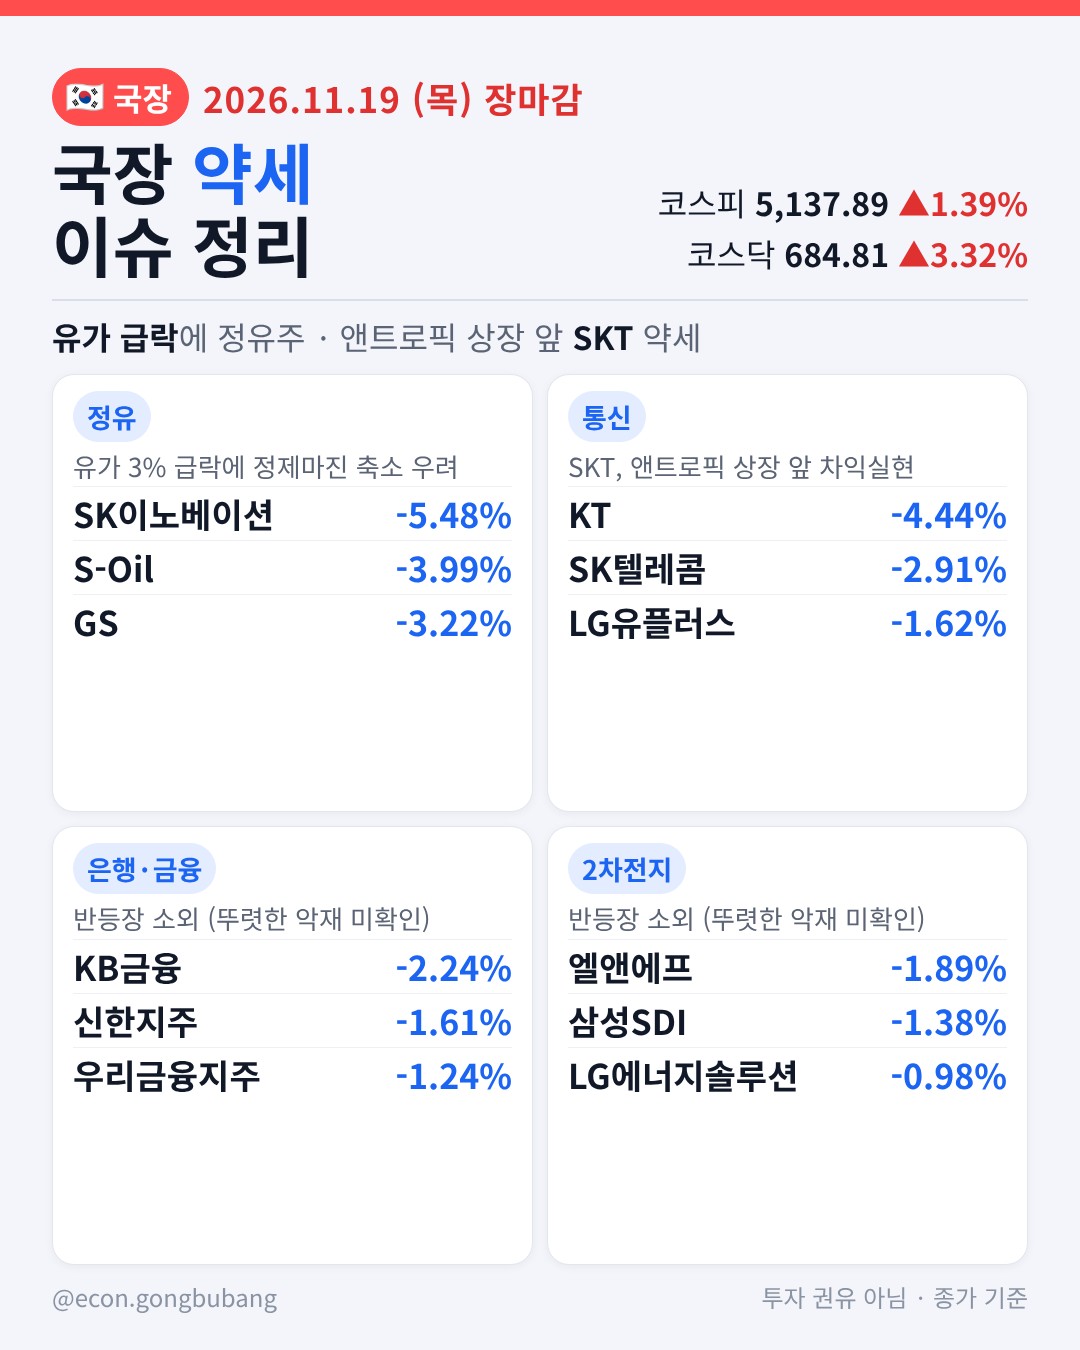 국장 2026.11.19 (목) 장마감
국장 약세
이슈 정리
코스피 5,137.89 ▲1.39%
코스닥 684.81 ▲3.32%
유가 급락에 정유주 · 앤트로픽 상장 앞 SKT 약세
정유
유가 3% 급락에 정제마진 축소 우려
SK이노베이션 -5.48%
S-Oil -3.99%
GS -3.22%
통신
SKT, 앤트로픽 상장 앞 차익실현
KT -4.44%
SK텔레콤 -2.91%
LG유플러스 -1.62%
은행·금융
반등장 소외 (뚜렷한 악재 미확인)
KB금융 -2.24%
신한지주 -1.61%
우리금융지주 -1.24%
2차전지
반등장 소외 (뚜렷한 악재 미확인)
엘앤에프 -1.89%
삼성SDI -1.38%
LG에너지솔루션 -0.98%
@econ.gongbubang
투자 권유 아님 · 종가 기준